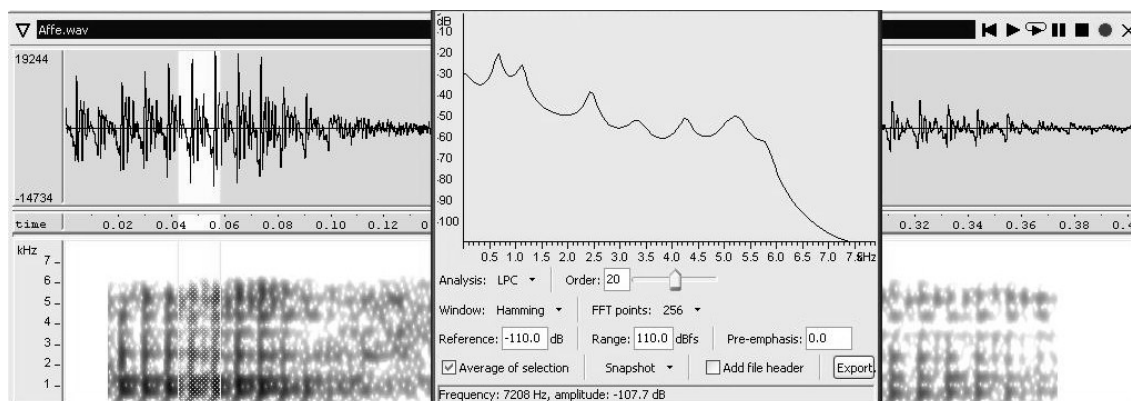 Affe.wav
19244
-14734
time 0.02 0.04 0.06 0.08 0.10 0.12 0.32 0.34 0.36 0.38
kHz
7
6
5
4
3
2
1
dB
-10
-20
-30
-40
-50
-60
-70
-80
-90
-100
0.5 1.0 1.5 2.0 2.5 3.0 3.5 4.0 4.5 5.0 5.5 6.0 6.5 7.0 7.5 kHz
Analysis: LPC Order: 20
Window: Hamming FFT points: 256
Reference: -110.0 dB Range: 110.0 dBfs Pre-emphasis: 0.0
Average of selection Snapshot Add file header Export
Frequency: 7208 Hz, amplitude: -107.7 dB